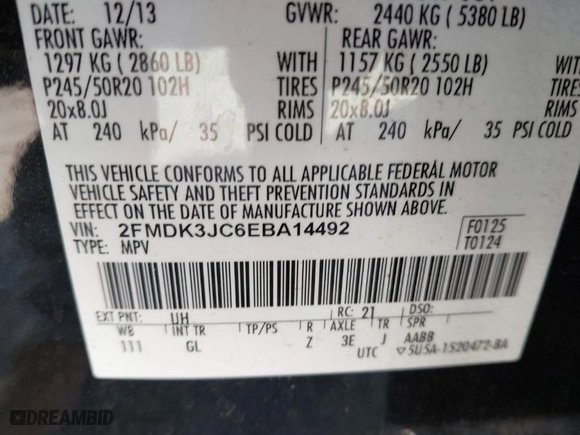 DATE: 12/13 GVWR: 2440 KG ( 5380 LB)
FRONT GAWR: REAR GAWR:
1297 KG ( 2860 LB) WITH 1157 KG ( 2550 LB) WITH
P245/50R20 102H TIRES P245/50R20 102H TIRES
20x8.0J RIMS 20x8.0J RIMS
AT 240 kPa/ 35 PSI COLD AT 240 kPa/ 35 PSI COLD
THIS VEHICLE CONFORMS TO ALL APPLICABLE FEDERAL MOTOR
VEHICLE SAFETY AND THEFT PREVENTION STANDARDS IN
EFFECT ON THE DATE OF MANUFACTURE SHOWN ABOVE.
VIN: 2FMDK3JC6EBA14492 F0125
TYPE: MPV T0124
EXT PNT: UH RC: 21 DSO:
WB INT TR TP/PS R AXLE TR SPR
111 GL Z 3E J AABB
UTC ▽5U5A-1520472-BA
DREAMBID